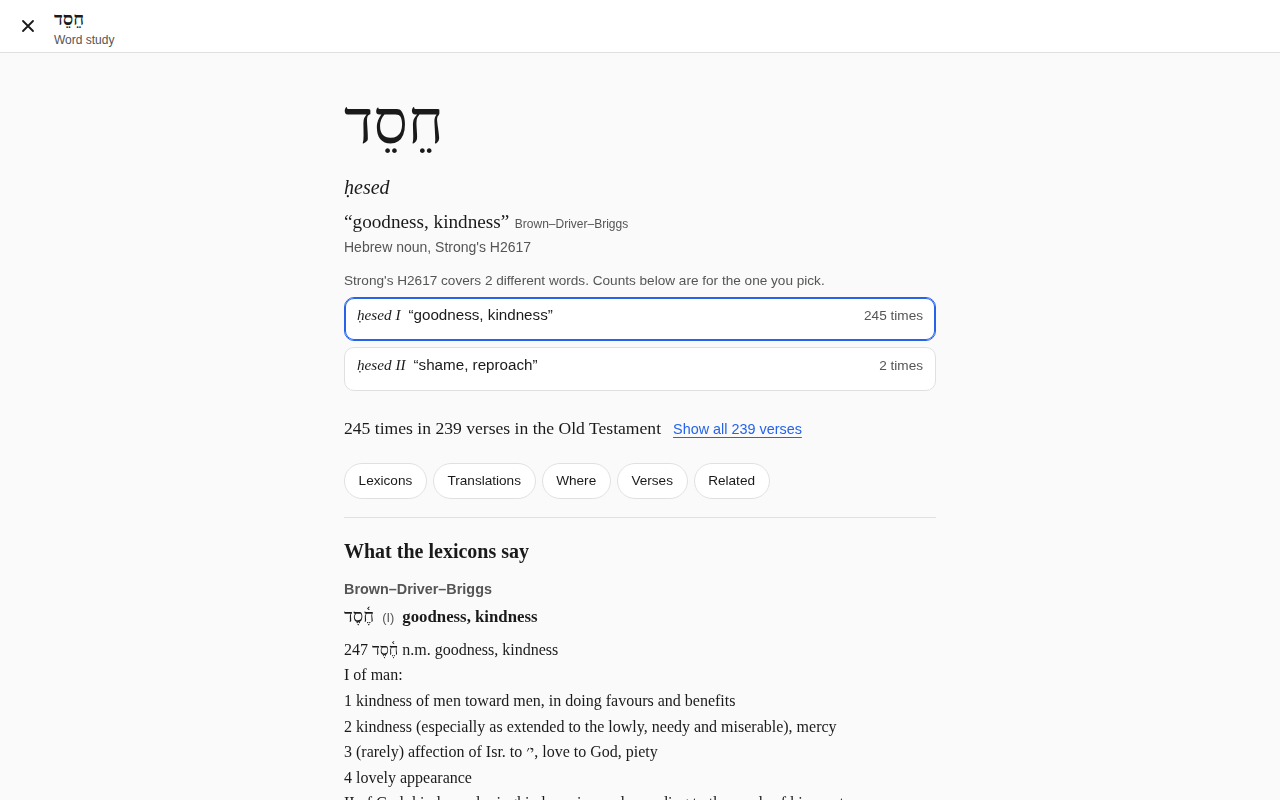 חֵסֵד
Word study
חֵסֵד
ḥesed
“goodness, kindness” Brown–Driver–Briggs
Hebrew noun, Strong's H2617
Strong's H2617 covers 2 different words. Counts below are for the one you pick.
ḥesed I “goodness, kindness” 245 times
ḥesed II “shame, reproach” 2 times
245 times in 239 verses in the Old Testament Show all 239 verses
Lexicons Translations Where Verses Related
What the lexicons say
Brown–Driver–Briggs
חֶ֫סֶד (I) goodness, kindness
247 חֶ֫סֶד n.m. goodness, kindness
I of man:
1 kindness of men toward men, in doing favours and benefits
2 kindness (especially as extended to the lowly, needy and miserable), mercy
3 (rarely) affection of Isr. to י׳, love to God, piety
4 lovely appearance